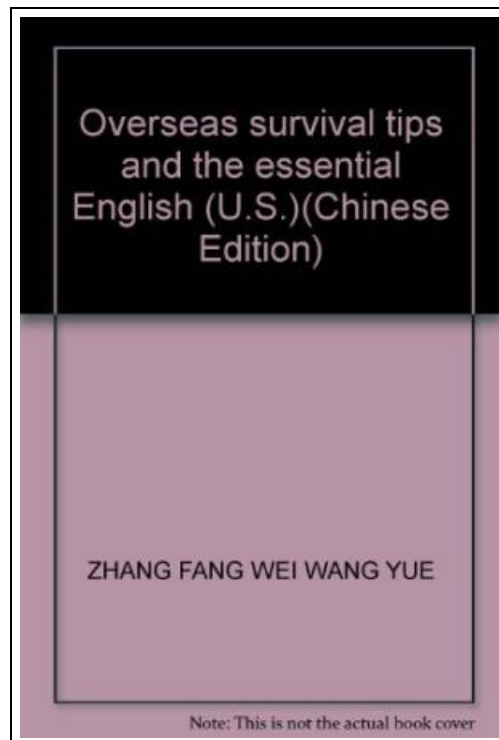 Overseas survival tips
and the essential
English (U.S.)(Chinese
Edition)
ZHANG FANG WEI WANG YUE
Note: This is not the actual book cover